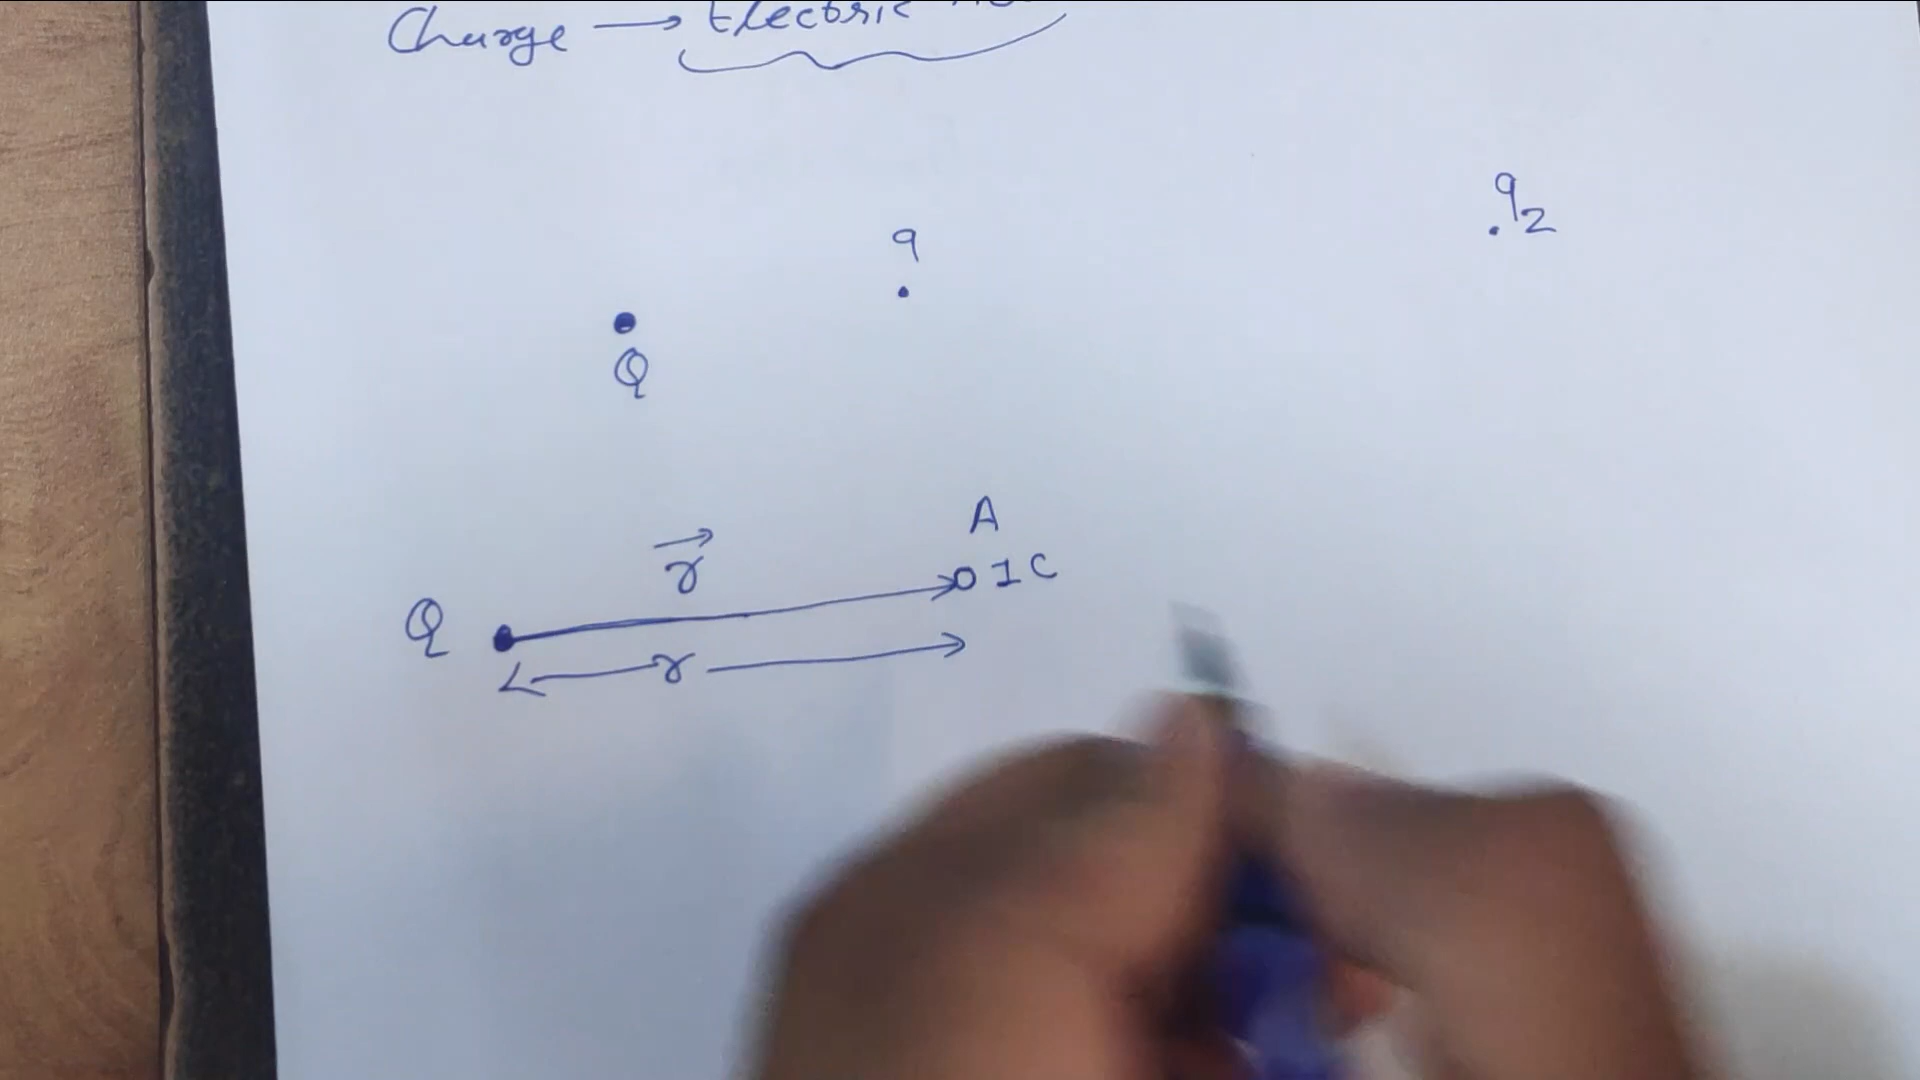 Charge → Electric
q2
q
Q
A
r⃗
1C
Q
r